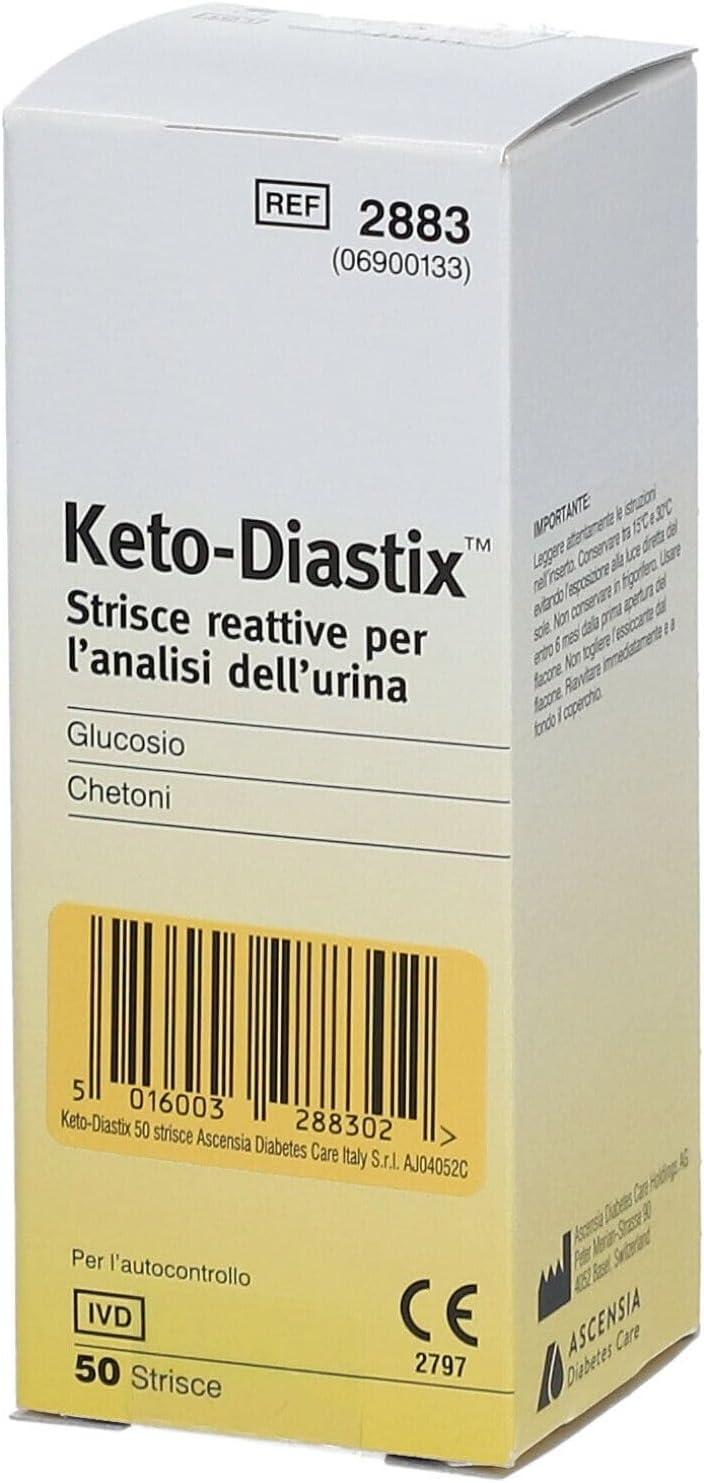 REF 2883
(06900133)
Keto-Diastix™
Strisce reattive per
l'analisi dell'urina
Glucosio
Chetoni
5 016003 288302 >
Keto-Diastix 50 strisce Ascensia Diabetes Care Italy S.r.l. AJ04052C
Per l'autocontrollo
IVD
50 Strisce
CE
2797
IMPORTANTE:
Leggere attentamente le istruzioni
nell'inserto. Conservare tra 15°C e 30°C
evitando l'esposizione alla luce diretta del
sole. Non conservare in frigorifero. Usare
entro 6 mesi dalla prima apertura del
flacone. Non togliere l'essiccante dal
flacone. Riavvitare immediatamente e a
fondo il coperchio.
Ascensia Diabetes Care Holdings AG
Peter Merian-Strasse 90
4052 Basel, Switzerland
ASCENSIA
Diabetes Care